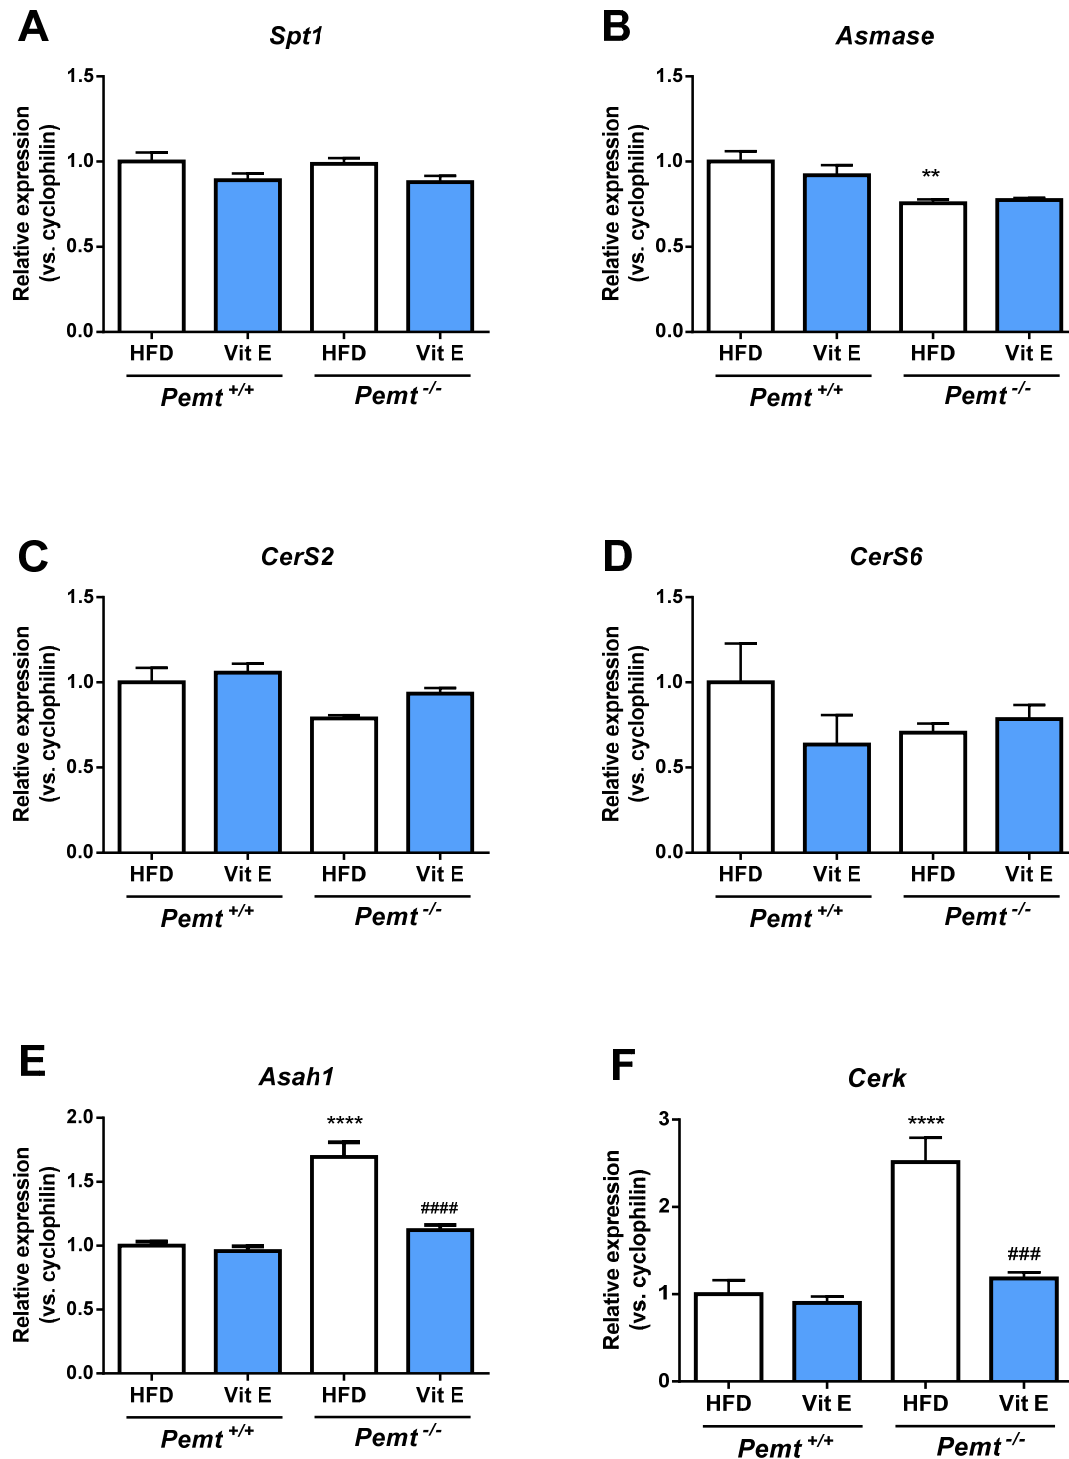 A
Spt1
Relative expression
(vs. cyclophilin)
1.5
1.0
0.5
0.0
HFD
Vit E
HFD
Vit E
Pemt +/+
Pemt -/-
B
Asmase
Relative expression
(vs. cyclophilin)
1.5
1.0
0.5
0.0
**
HFD
Vit E
HFD
Vit E
Pemt +/+
Pemt -/-
C
CerS2
Relative expression
(vs. cyclophilin)
1.5
1.0
0.5
0.0
HFD
Vit E
HFD
Vit E
Pemt +/+
Pemt -/-
D
CerS6
Relative expression
(vs. cyclophilin)
1.5
1.0
0.5
0.0
HFD
Vit E
HFD
Vit E
Pemt +/+
Pemt -/-
E
Asah1
Relative expression
(vs. cyclophilin)
2.0
1.5
1.0
0.5
0.0
****
####
HFD
Vit E
HFD
Vit E
Pemt +/+
Pemt -/-
F
Cerk
Relative expression
(vs. cyclophilin)
3
2
1
0
****
###
HFD
Vit E
HFD
Vit E
Pemt +/+
Pemt -/-